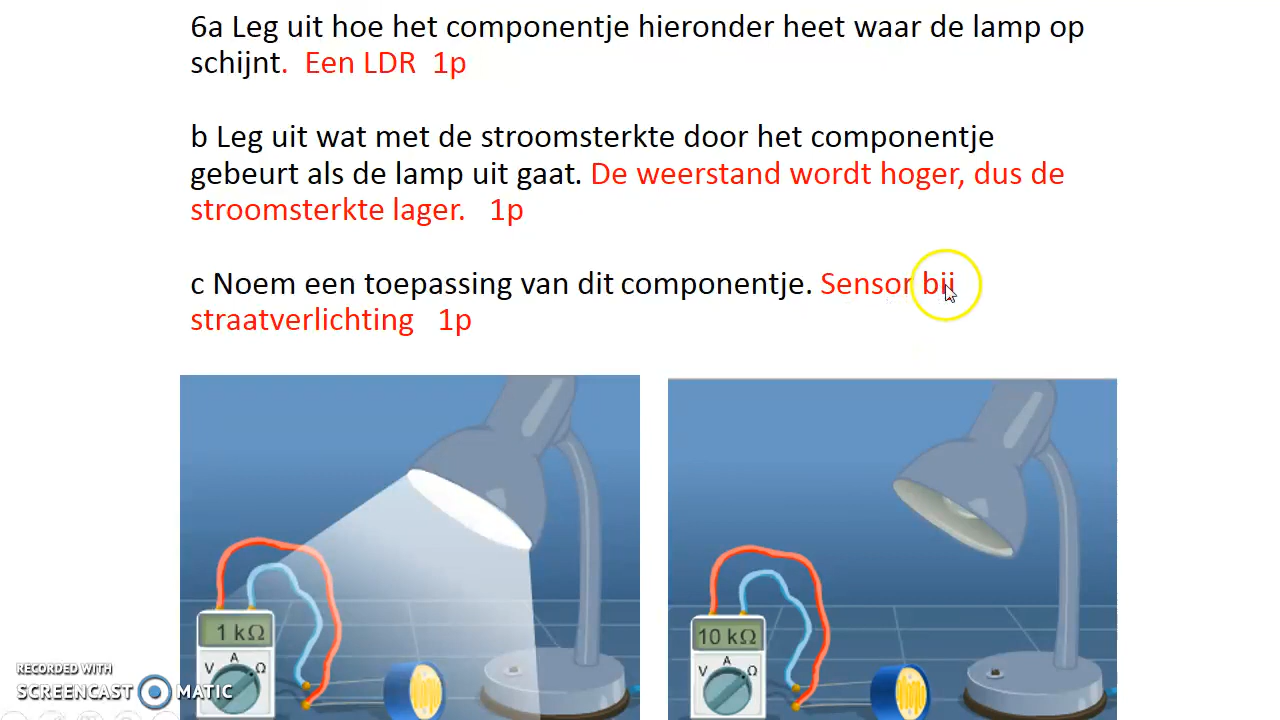 6a Leg uit hoe het componentje hieronder heet waar de lamp op
schijnt. Een LDR 1p
b Leg uit wat met de stroomsterkte door het componentje
gebeurt als de lamp uit gaat. De weerstand wordt hoger, dus de
stroomsterkte lager. 1p
c Noem een toepassing van dit componentje. Sensor bij
straatverlichting 1p
1 kΩ
V A Ω
10 kΩ
V A Ω
RECORDED WITH
SCREENCAST MATIC